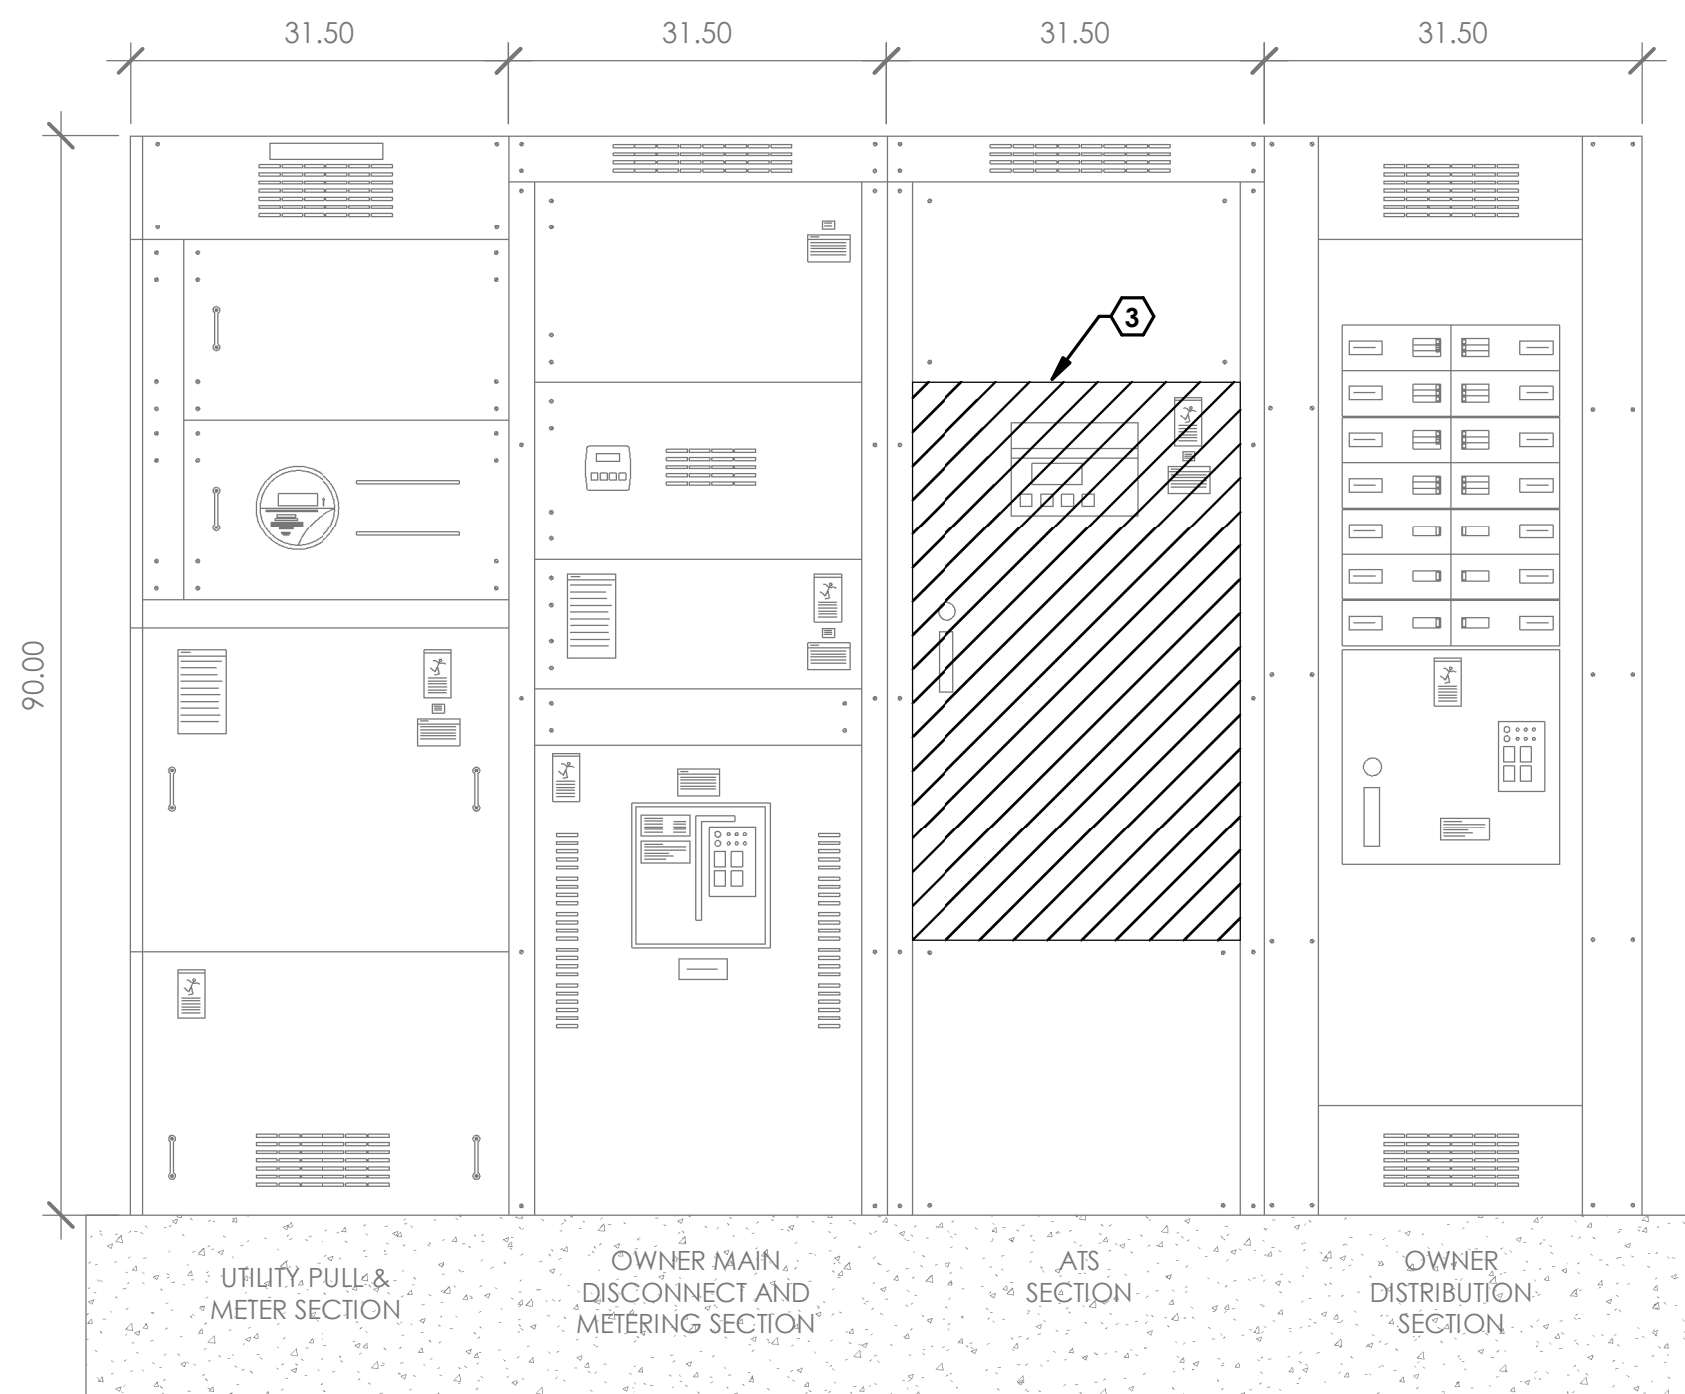 31.50 31.50 31.50 31.50
3
90.00
UTILITY PULL &
METER SECTION
OWNER MAIN
DISCONNECT AND
METERING SECTION
ATS
SECTION
OWNER
DISTRIBUTION
SECTION